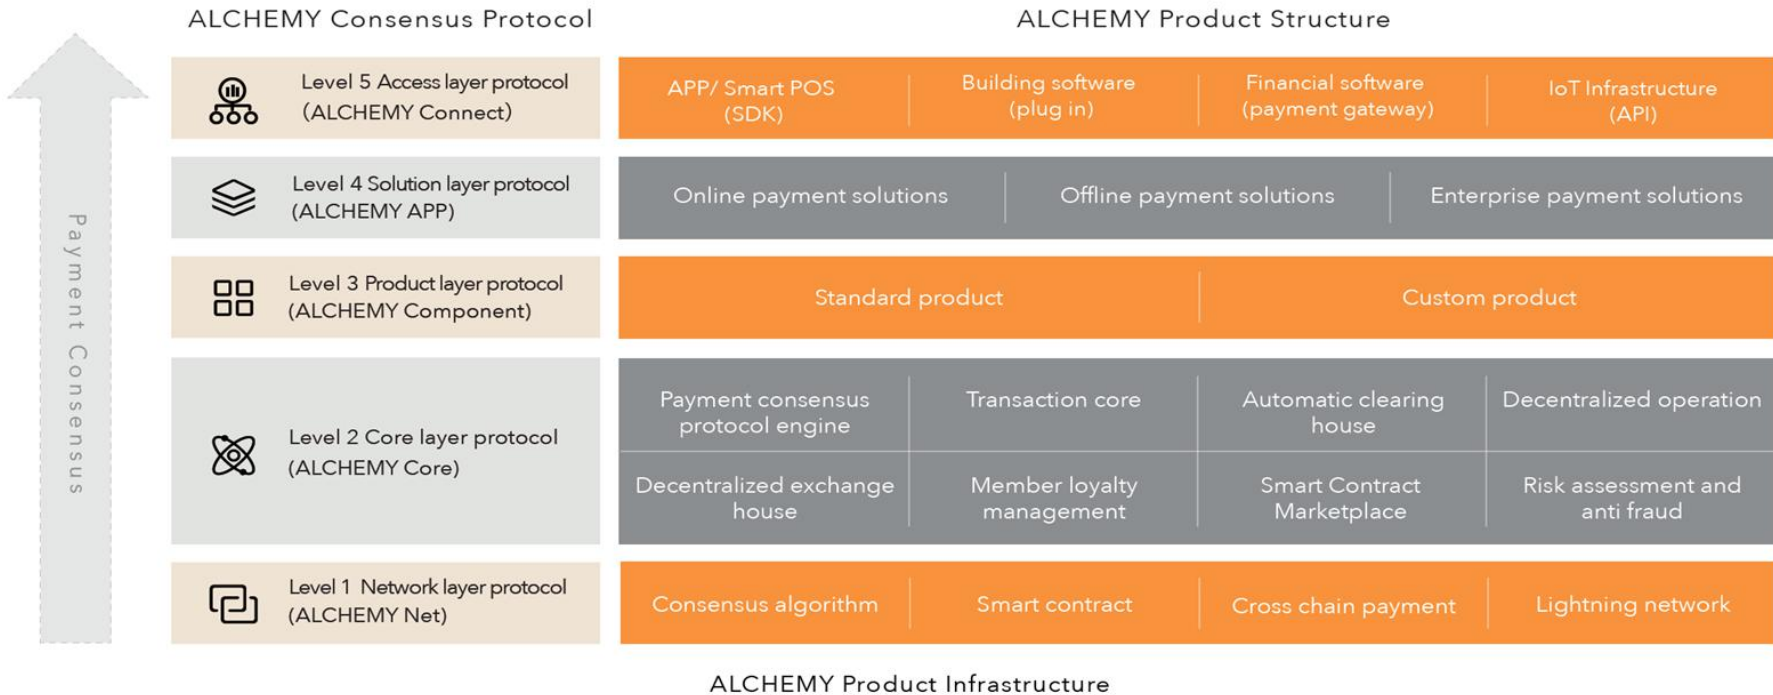 ALCHEMY Consensus Protocol
ALCHEMY Product Structure
Payment Consensus
Level 5 Access layer protocol
(ALCHEMY Connect)
APP/ Smart POS
(SDK)
Building software
(plug in)
Financial software
(payment gateway)
IoT Infrastructure
(API)
Level 4 Solution layer protocol
(ALCHEMY APP)
Online payment solutions
Offline payment solutions
Enterprise payment solutions
Level 3 Product layer protocol
(ALCHEMY Component)
Standard product
Custom product
Level 2 Core layer protocol
(ALCHEMY Core)
Payment consensus
protocol engine
Transaction core
Automatic clearing
house
Decentralized operation
Decentralized exchange
house
Member loyalty
management
Smart Contract
Marketplace
Risk assessment and
anti fraud
Level 1 Network layer protocol
(ALCHEMY Net)
Consensus algorithm
Smart contract
Cross chain payment
Lightning network
ALCHEMY Product Infrastructure